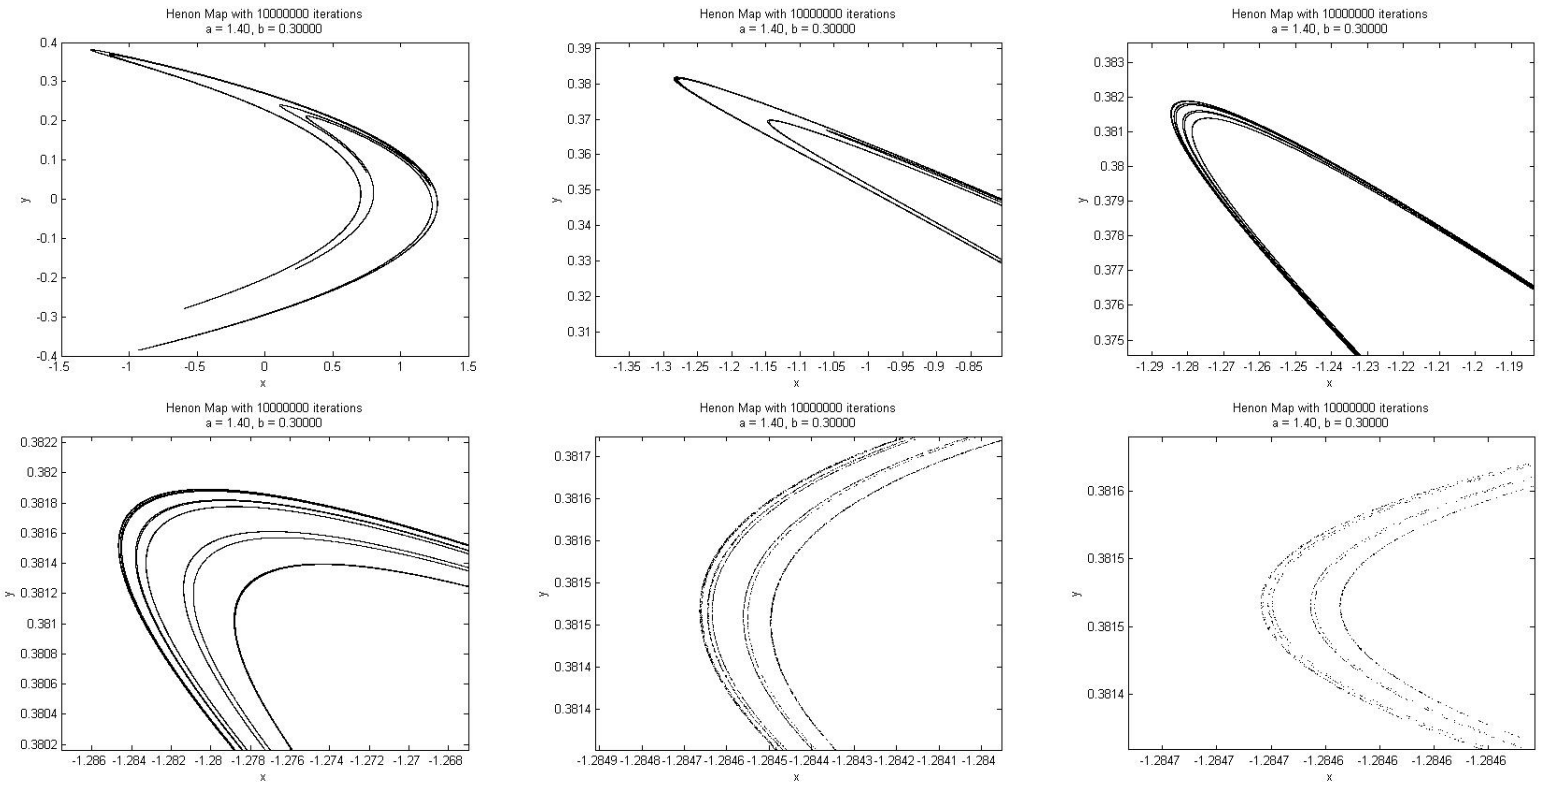 Henon Map with 10000000 iterations
a = 1.40, b = 0.30000
0.4
0.3
0.2
0.1
0
-0.1
-0.2
-0.3
-0.4
y
-1.5 -1 -0.5 0 0.5 1 1.5
x
Henon Map with 10000000 iterations
a = 1.40, b = 0.30000
0.39
0.38
0.37
0.36
0.35
0.34
0.33
0.32
0.31
y
-1.35 -1.3 -1.25 -1.2 -1.15 -1.1 -1.05 -1 -0.95 -0.9 -0.85
x
Henon Map with 10000000 iterations
a = 1.40, b = 0.30000
0.383
0.382
0.381
0.38
0.379
0.378
0.377
0.376
0.375
y
-1.29 -1.28 -1.27 -1.26 -1.25 -1.24 -1.23 -1.22 -1.21 -1.2 -1.19
x
Henon Map with 10000000 iterations
a = 1.40, b = 0.30000
0.3822
0.382
0.3818
0.3816
0.3814
0.3812
0.381
0.3808
0.3806
0.3804
0.3802
y
-1.286 -1.284 -1.282 -1.28 -1.278 -1.276 -1.274 -1.272 -1.27 -1.268
x
Henon Map with 10000000 iterations
a = 1.40, b = 0.30000
0.3817
0.3816
0.3816
0.3815
0.3815
0.3814
0.3814
y
-1.2849 -1.2848 -1.2847 -1.2846 -1.2845 -1.2844 -1.2843 -1.2842 -1.2841 -1.284
x
Henon Map with 10000000 iterations
a = 1.40, b = 0.30000
0.3816
0.3815
0.3815
0.3814
y
-1.2847 -1.2847 -1.2847 -1.2846 -1.2846 -1.2846 -1.2846
x